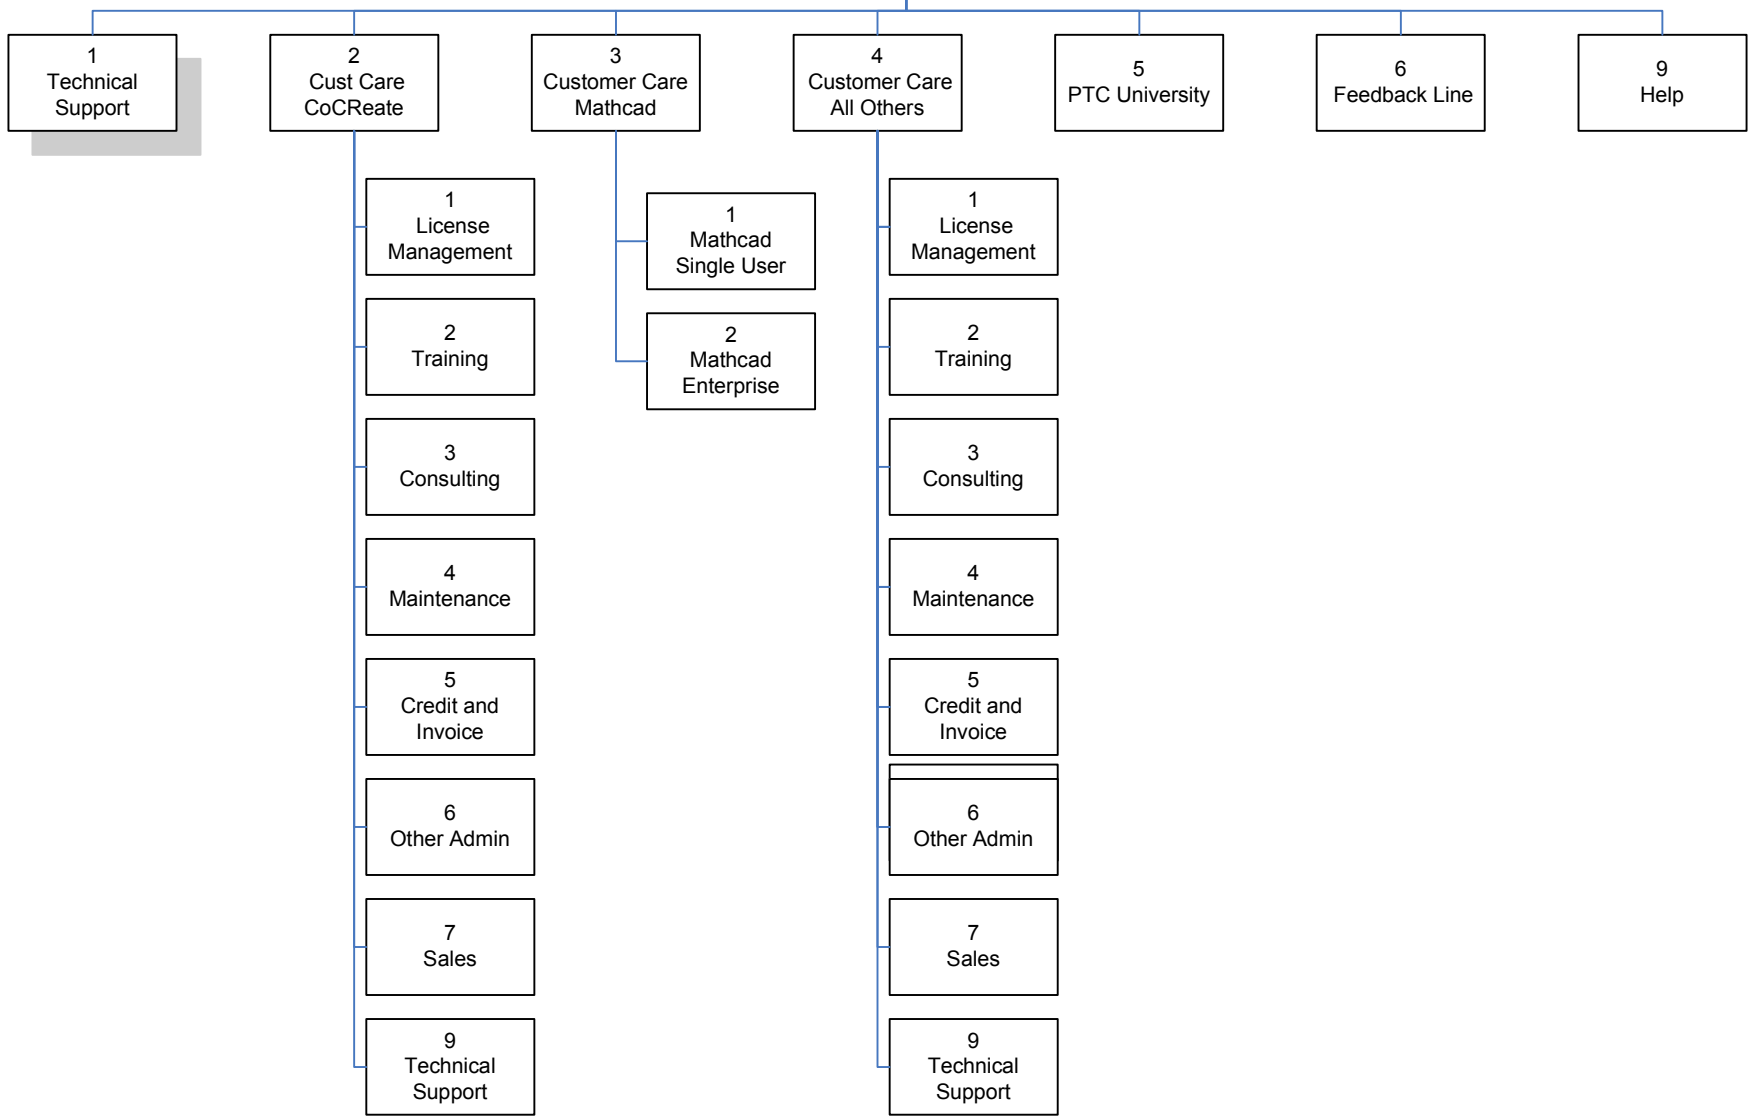 1
Technical
Support
2
Cust Care
CoCReate
3
Customer Care
Mathcad
4
Customer Care
All Others
5
PTC University
6
Feedback Line
9
Help
1
License
Management
2
Training
3
Consulting
4
Maintenance
5
Credit and
Invoice
6
Other Admin
7
Sales
9
Technical
Support
1
Mathcad
Single User
2
Mathcad
Enterprise
1
License
Management
2
Training
3
Consulting
4
Maintenance
5
Credit and
Invoice
6
Other Admin
7
Sales
9
Technical
Support